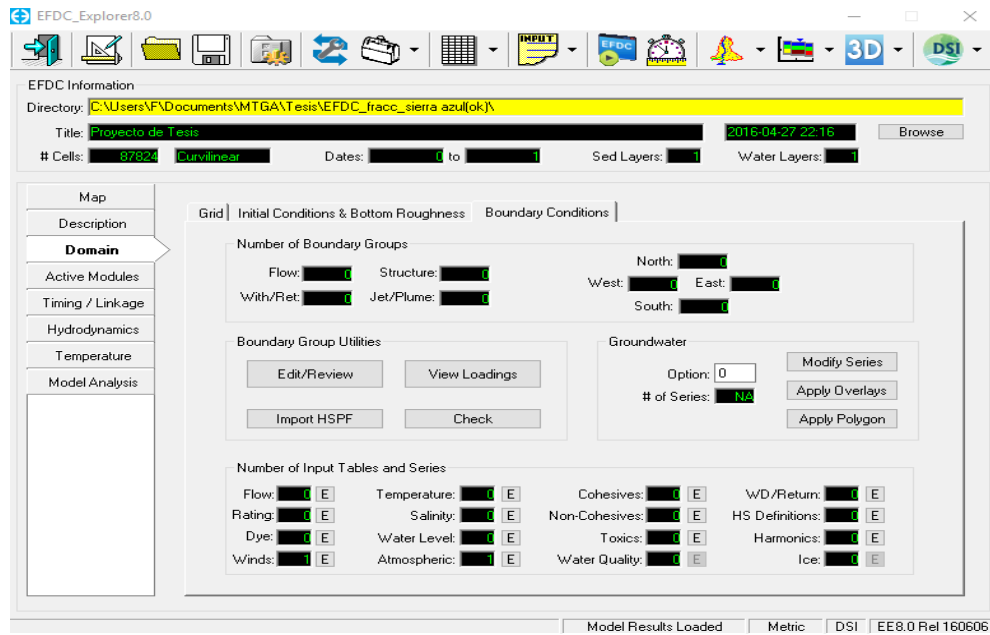 EFDC_Explorer8.0
INPUT EFDC 3D DSI
EFDC Information
Directory: C:\Users\F\Documents\MTGA\Tesis\EFDC_fracc_sierra azul(ok)\
Title: Proyecto de Tesis 2016-04-27 22:16 Browse
# Cells: 87824 Curvilinear Dates: 0 to 1 Sed Layers: 1 Water Layers: 1
Map
Description
Domain
Active Modules
Timing / Linkage
Hydrodynamics
Temperature
Model Analysis
Grid Initial Conditions & Bottom Roughness Boundary Conditions
Number of Boundary Groups
North: 0
Flow: 0 Structure: 0
West: 0 East: 0
With/Ret: 0 Jet/Plume: 0
South: 0
Boundary Group Utilities
Edit/Review View Loadings
Import HSPF Check
Groundwater
Option: 0 Modify Series
# of Series: NA Apply Overlays
Apply Polygon
Number of Input Tables and Series
Flow: 0 E Temperature: 0 E Cohesives: 0 E WD/Return: 0 E
Rating: 0 E Salinity: 0 E Non-Cohesives: 0 E HS Definitions: 0 E
Dye: 0 E Water Level: 0 E Toxics: 0 E Harmonics: 0 E
Winds: 1 E Atmospheric: 1 E Water Quality: 0 E Ice: 0 E
Model Results Loaded Metric DSI EE8.0 Rel 160606